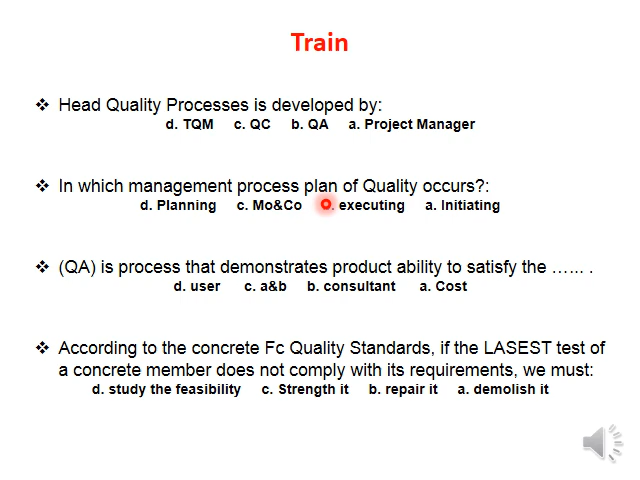 Train
❖ Head Quality Processes is developed by:
d. TQM c. QC b. QA a. Project Manager
❖ In which management process plan of Quality occurs?:
d. Planning c. Mo&Co . executing a. Initiating
❖ (QA) is process that demonstrates product ability to satisfy the …... .
d. user c. a&b b. consultant a. Cost
❖ According to the concrete Fc Quality Standards, if the LASEST test of
a concrete member does not comply with its requirements, we must:
d. study the feasibility c. Strength it b. repair it a. demolish it